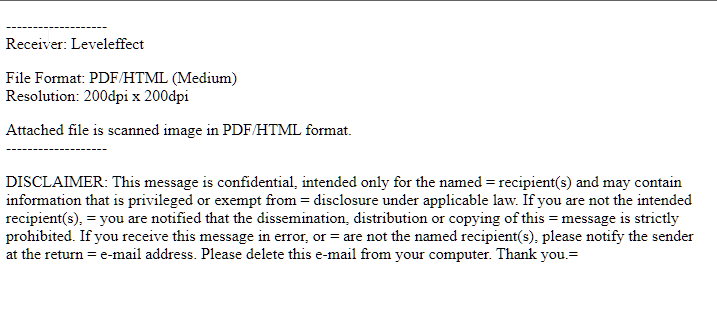 -------------------
Receiver: Leveleffect
File Format: PDF/HTML (Medium)
Resolution: 200dpi x 200dpi
Attached file is scanned image in PDF/HTML format.
-------------------
DISCLAIMER: This message is confidential, intended only for the named = recipient(s) and may contain
information that is privileged or exempt from = disclosure under applicable law. If you are not the intended
recipient(s), = you are notified that the dissemination, distribution or copying of this = message is strictly
prohibited. If you receive this message in error, or = are not the named recipient(s), please notify the sender
at the return = e-mail address. Please delete this e-mail from your computer. Thank you.=